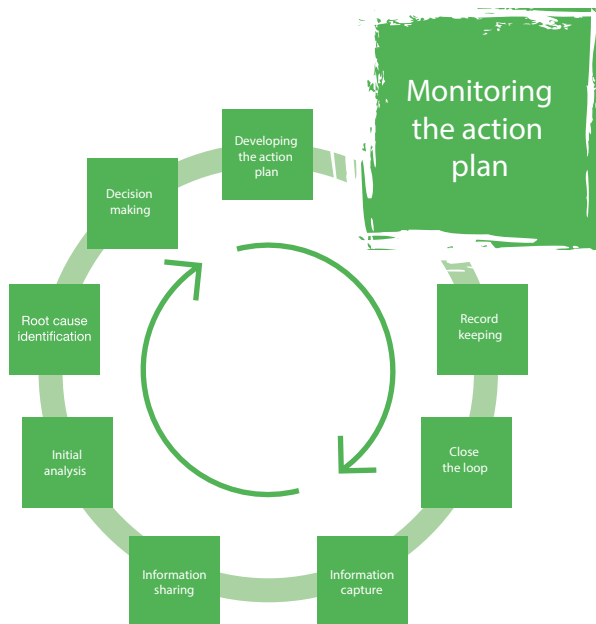 Monitoring
the action
plan
Developing
the action
plan
Decision
making
Root cause
identification
Record
keeping
Initial
analysis
Close
the loop
Information
sharing
Information
capture